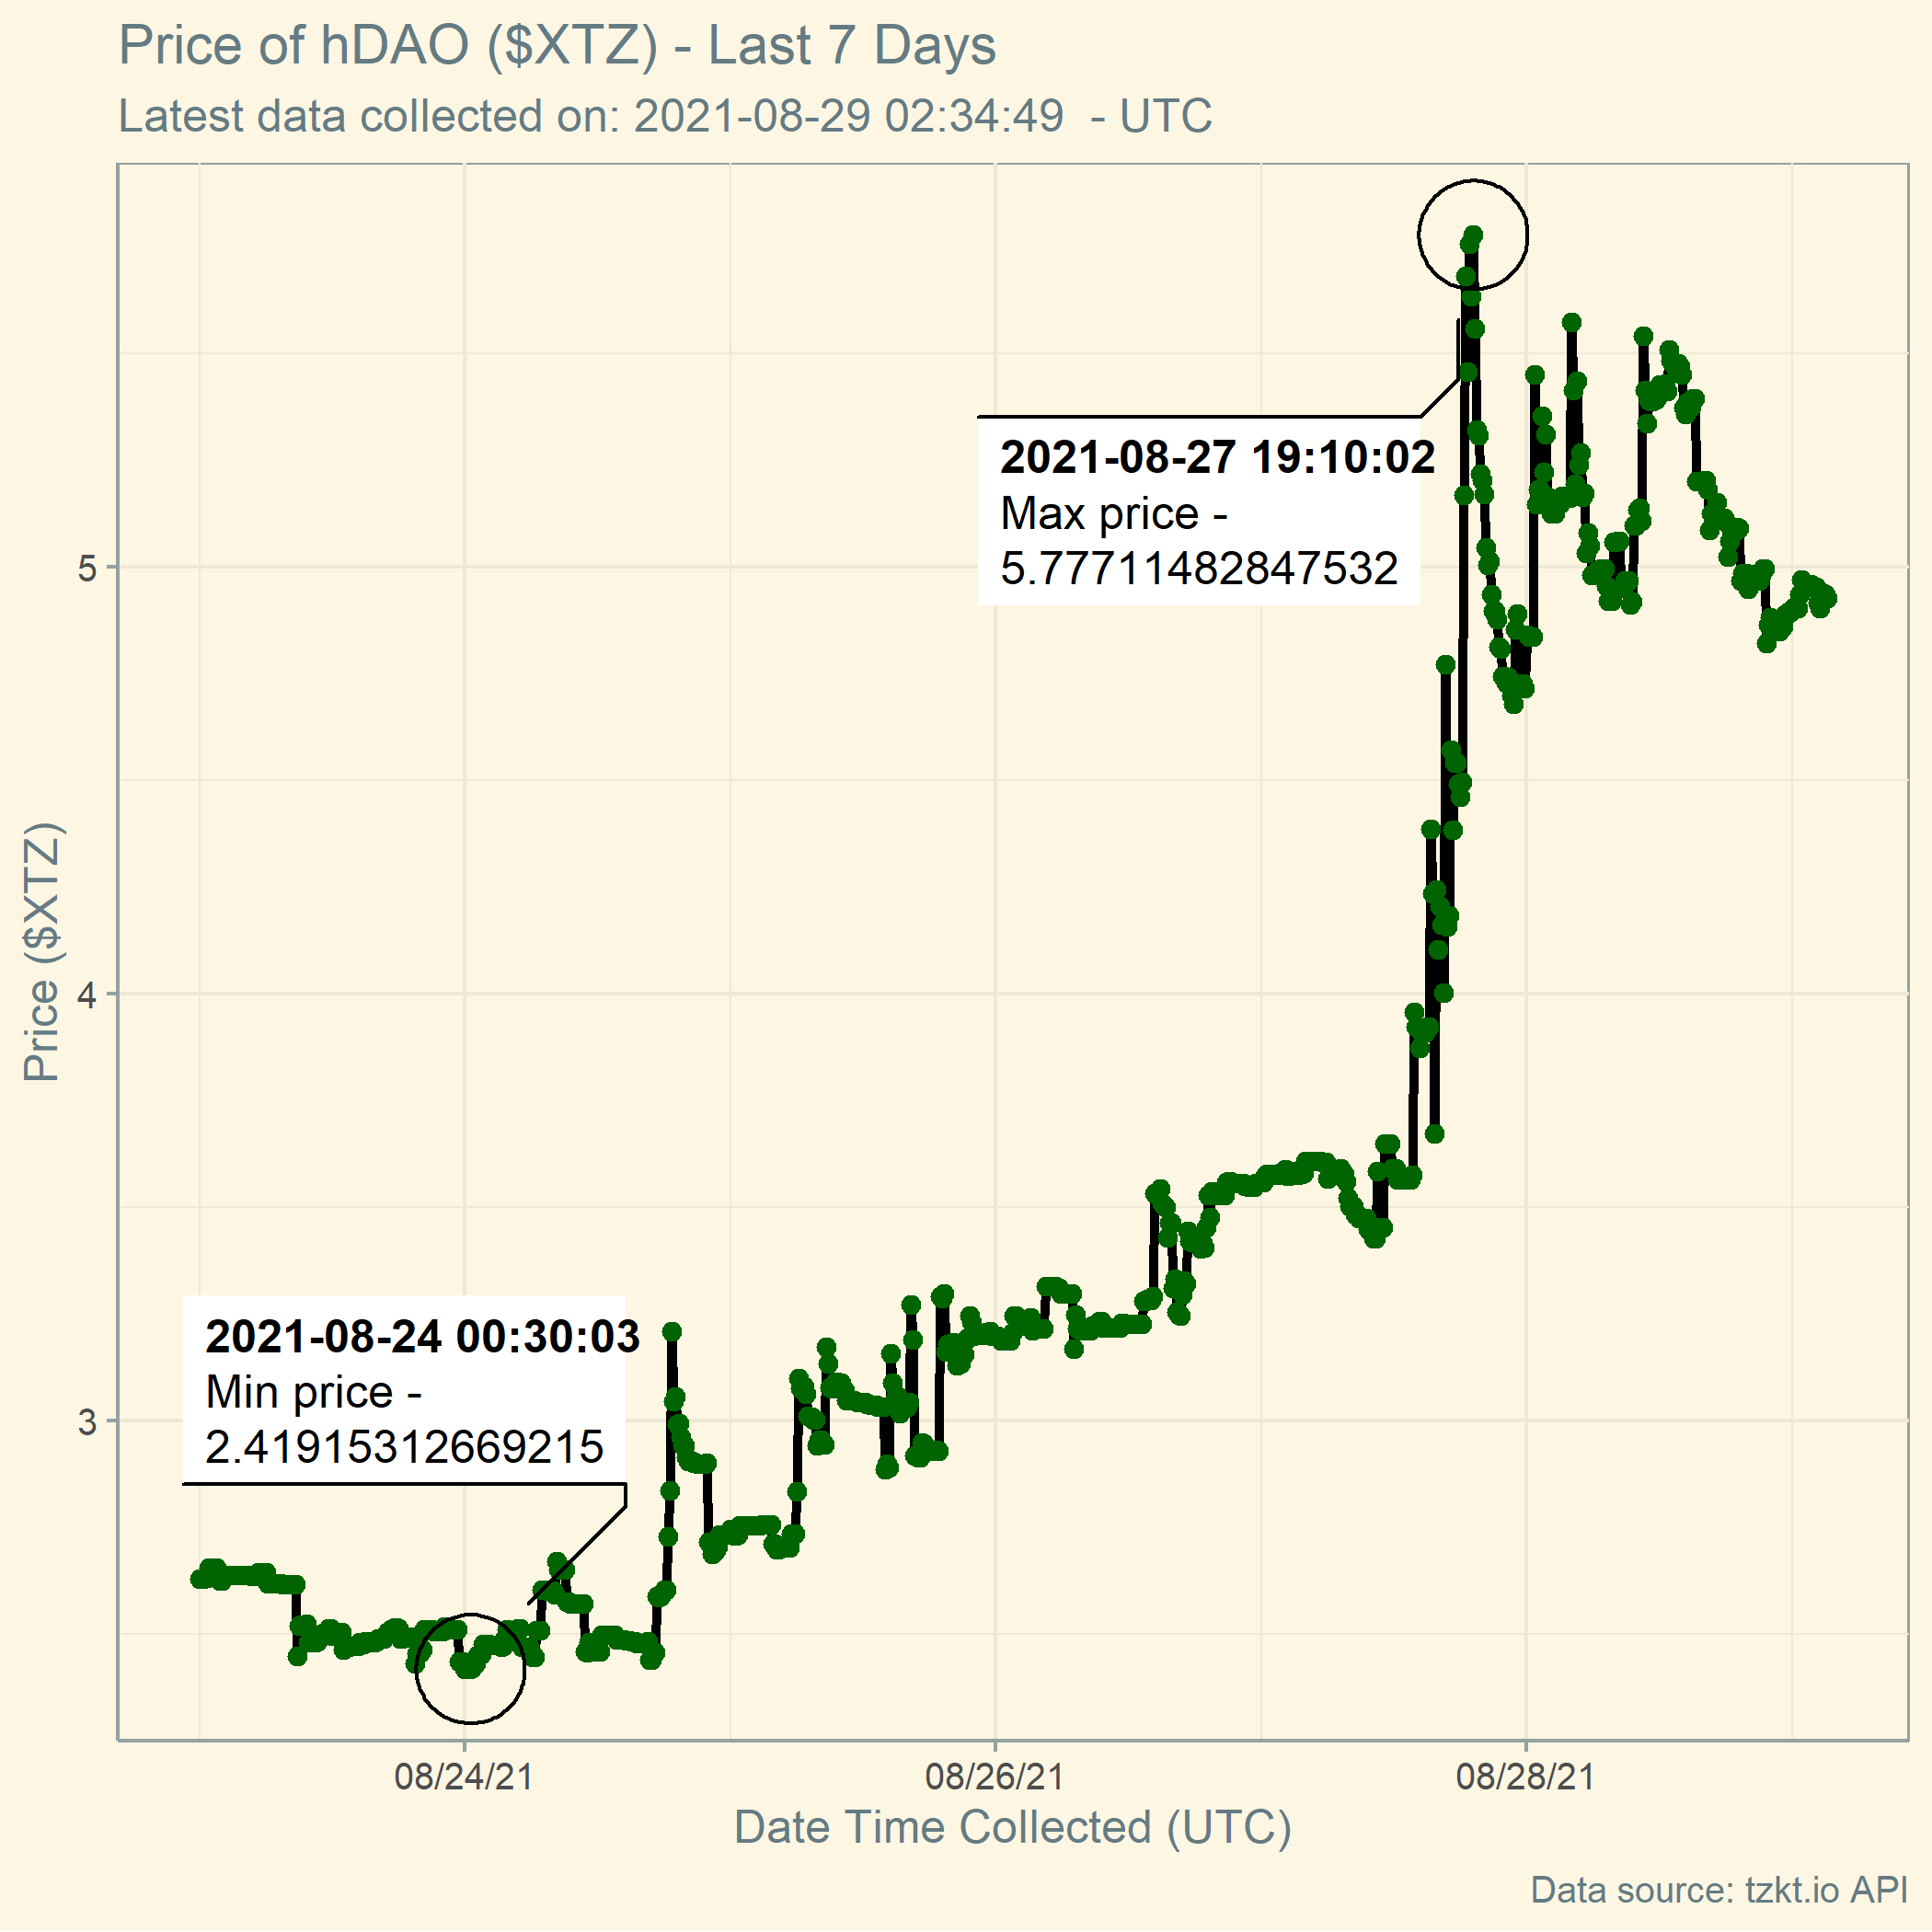 Price of hDAO ($XTZ) - Last 7 Days
Latest data collected on: 2021-08-29 02:34:49  - UTC
2021-08-27 19:10:02
Max price -
5.77711482847532
5
4
3
Price ($XTZ)
2021-08-24 00:30:03
Min price -
2.41915312669215
08/24/21
08/26/21
08/28/21
Date Time Collected (UTC)
Data source: tzkt.io API